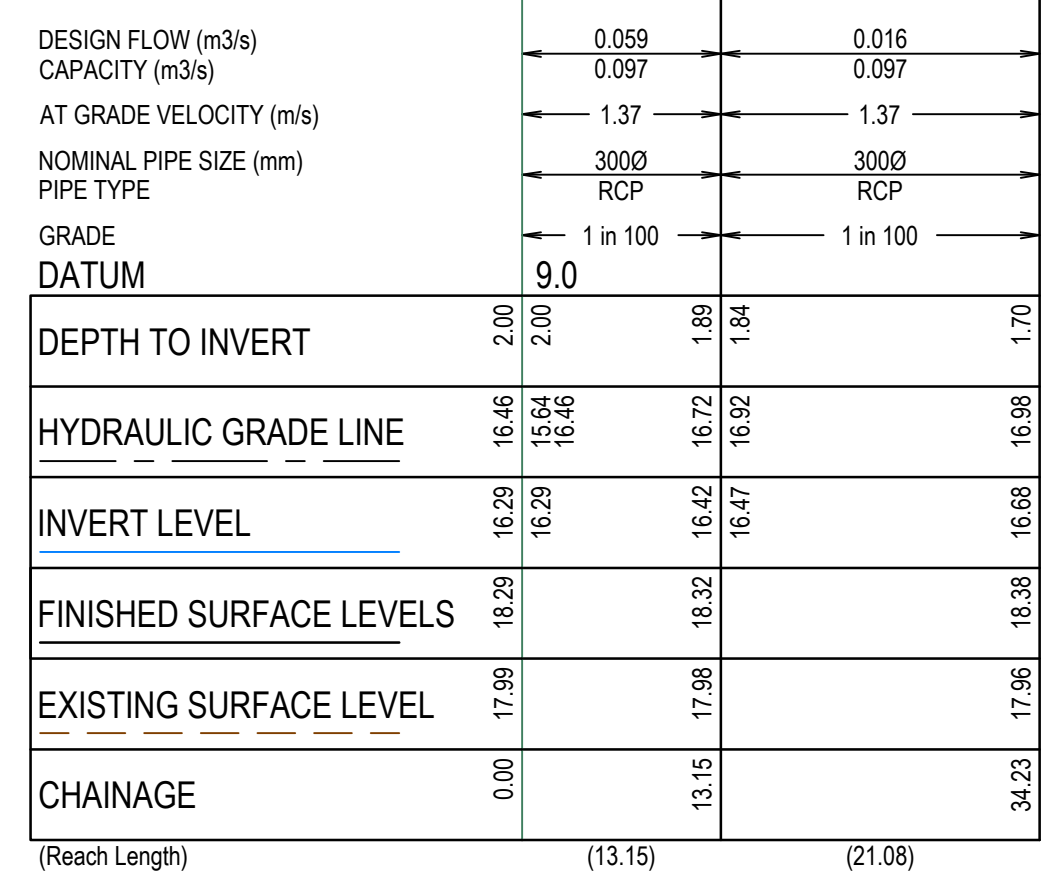 DESIGN FLOW (m3/s) 0.059 0.016
CAPACITY (m3/s) 0.097 0.097
AT GRADE VELOCITY (m/s) 1.37 1.37
NOMINAL PIPE SIZE (mm) 300Ø 300Ø
PIPE TYPE RCP RCP
GRADE 1 in 100 1 in 100
DATUM 9.0
DEPTH TO INVERT 2.00 2.00 1.89 1.84 1.70
HYDRAULIC GRADE LINE 16.46 15.64 16.46 16.72 16.92 16.98
INVERT LEVEL 16.29 16.29 16.42 16.47 16.68
FINISHED SURFACE LEVELS 18.29 18.32 18.38
EXISTING SURFACE LEVEL 17.99 17.98 17.96
CHAINAGE 0.00 13.15 34.23
(Reach Length) (13.15) (21.08)